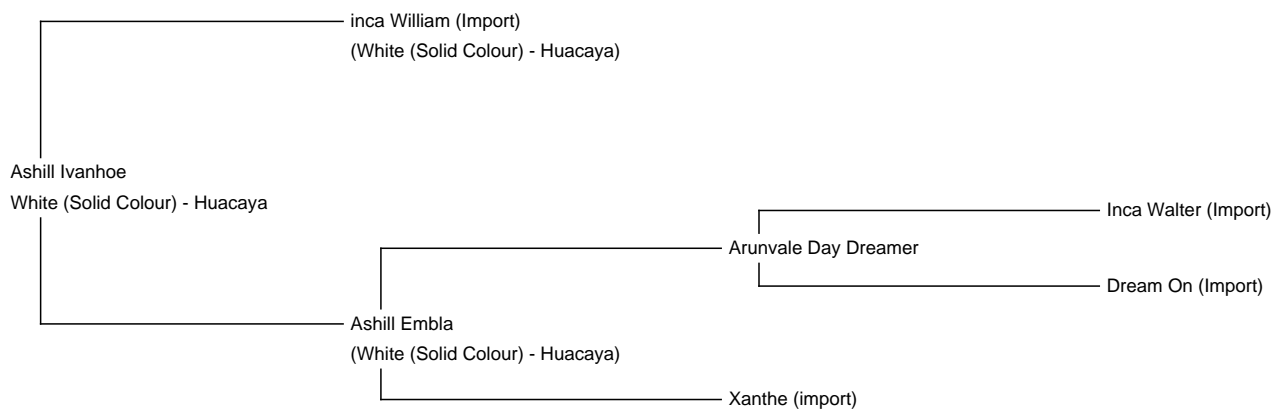 inca William (Import)
(White (Solid Colour) - Huacaya)
Ashill Ivanhoe
White (Solid Colour) - Huacaya
Inca Walter (Import)
Arunvale Day Dreamer
Dream On (Import)
Ashill Embla
(White (Solid Colour) - Huacaya)
Xanthe (import)